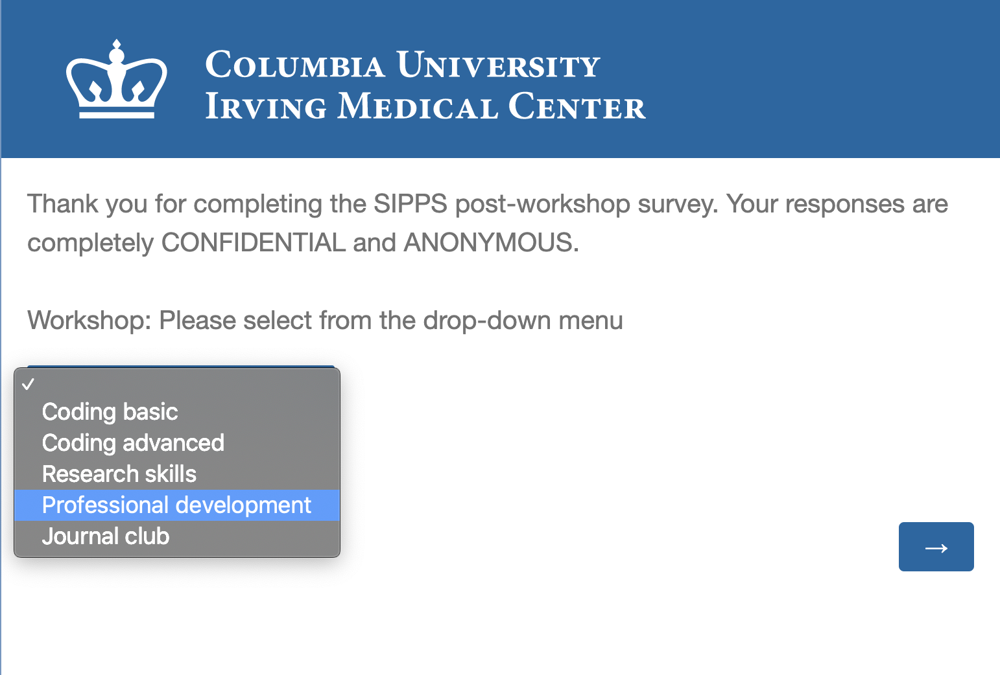 COLUMBIA UNIVERSITY
IRVING MEDICAL CENTER
Thank you for completing the SIPPS post-workshop survey. Your responses are
completely CONFIDENTIAL and ANONYMOUS.
Workshop: Please select from the drop-down menu
✓
Coding basic
Coding advanced
Research skills
Professional development
Journal club
→